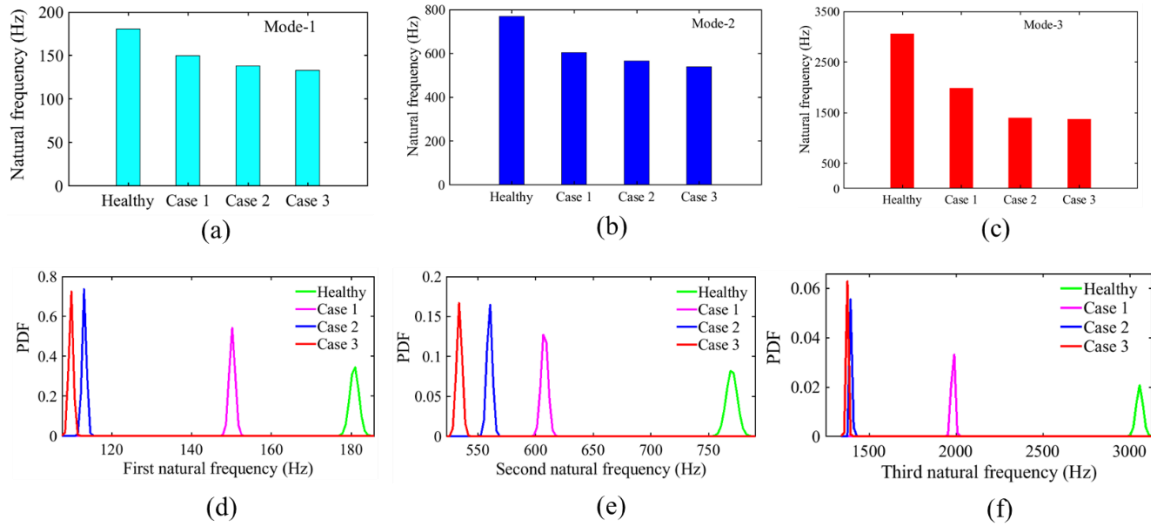 Natural frequency (Hz)
200
150
100
50
0
Mode-1
Healthy
Case 1
Case 2
Case 3
(a)
Natural frequency (Hz)
800
600
400
200
0
Mode-2
Healthy
Case 1
Case 2
Case 3
(b)
Natural frequency (Hz)
3500
2500
1500
500
0
Mode-3
Healthy
Case 1
Case 2
Case 3
(c)
PDF
0.8
0.6
0.4
0.2
0
Healthy
Case 1
Case 2
Case 3
120
140
160
180
First natural frequency (Hz)
(d)
PDF
0.2
0.15
0.1
0.05
0
Healthy
Case 1
Case 2
Case 3
550
600
650
700
750
Second natural frequency (Hz)
(e)
PDF
0.06
0.04
0.02
0
Healthy
Case 1
Case 2
Case 3
1500
2000
2500
3000
Third natural frequency (Hz)
(f)